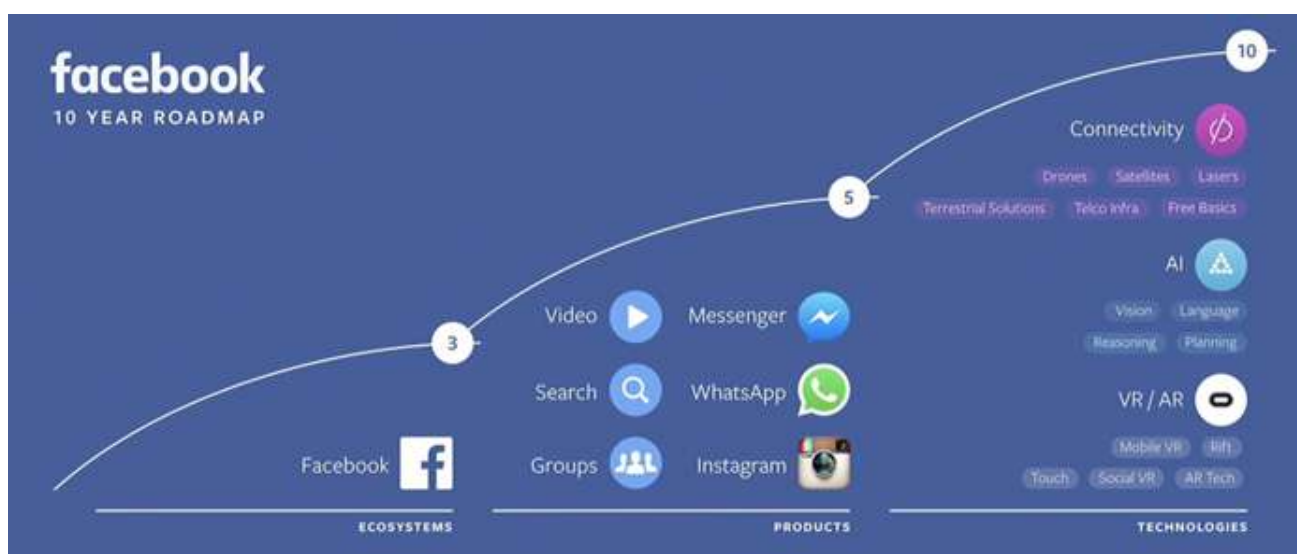 facebook
10 YEAR ROADMAP
10
5
3
Facebook
ECOSYSTEMS
Video
Messenger
Search
WhatsApp
Groups
Instagram
PRODUCTS
Connectivity
Drones Satellites Lasers
Terrestrial Solutions Telco Infra Free Basics
AI
Vision Language
Reasoning Planning
VR / AR
Mobile VR Rift
Touch Social VR AR Tech
TECHNOLOGIES